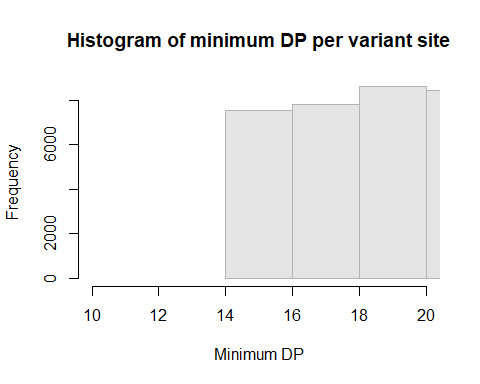 Histogram of minimum DP per variant site
Frequency
6000
2000
0
10 12 14 16 18 20
Minimum DP